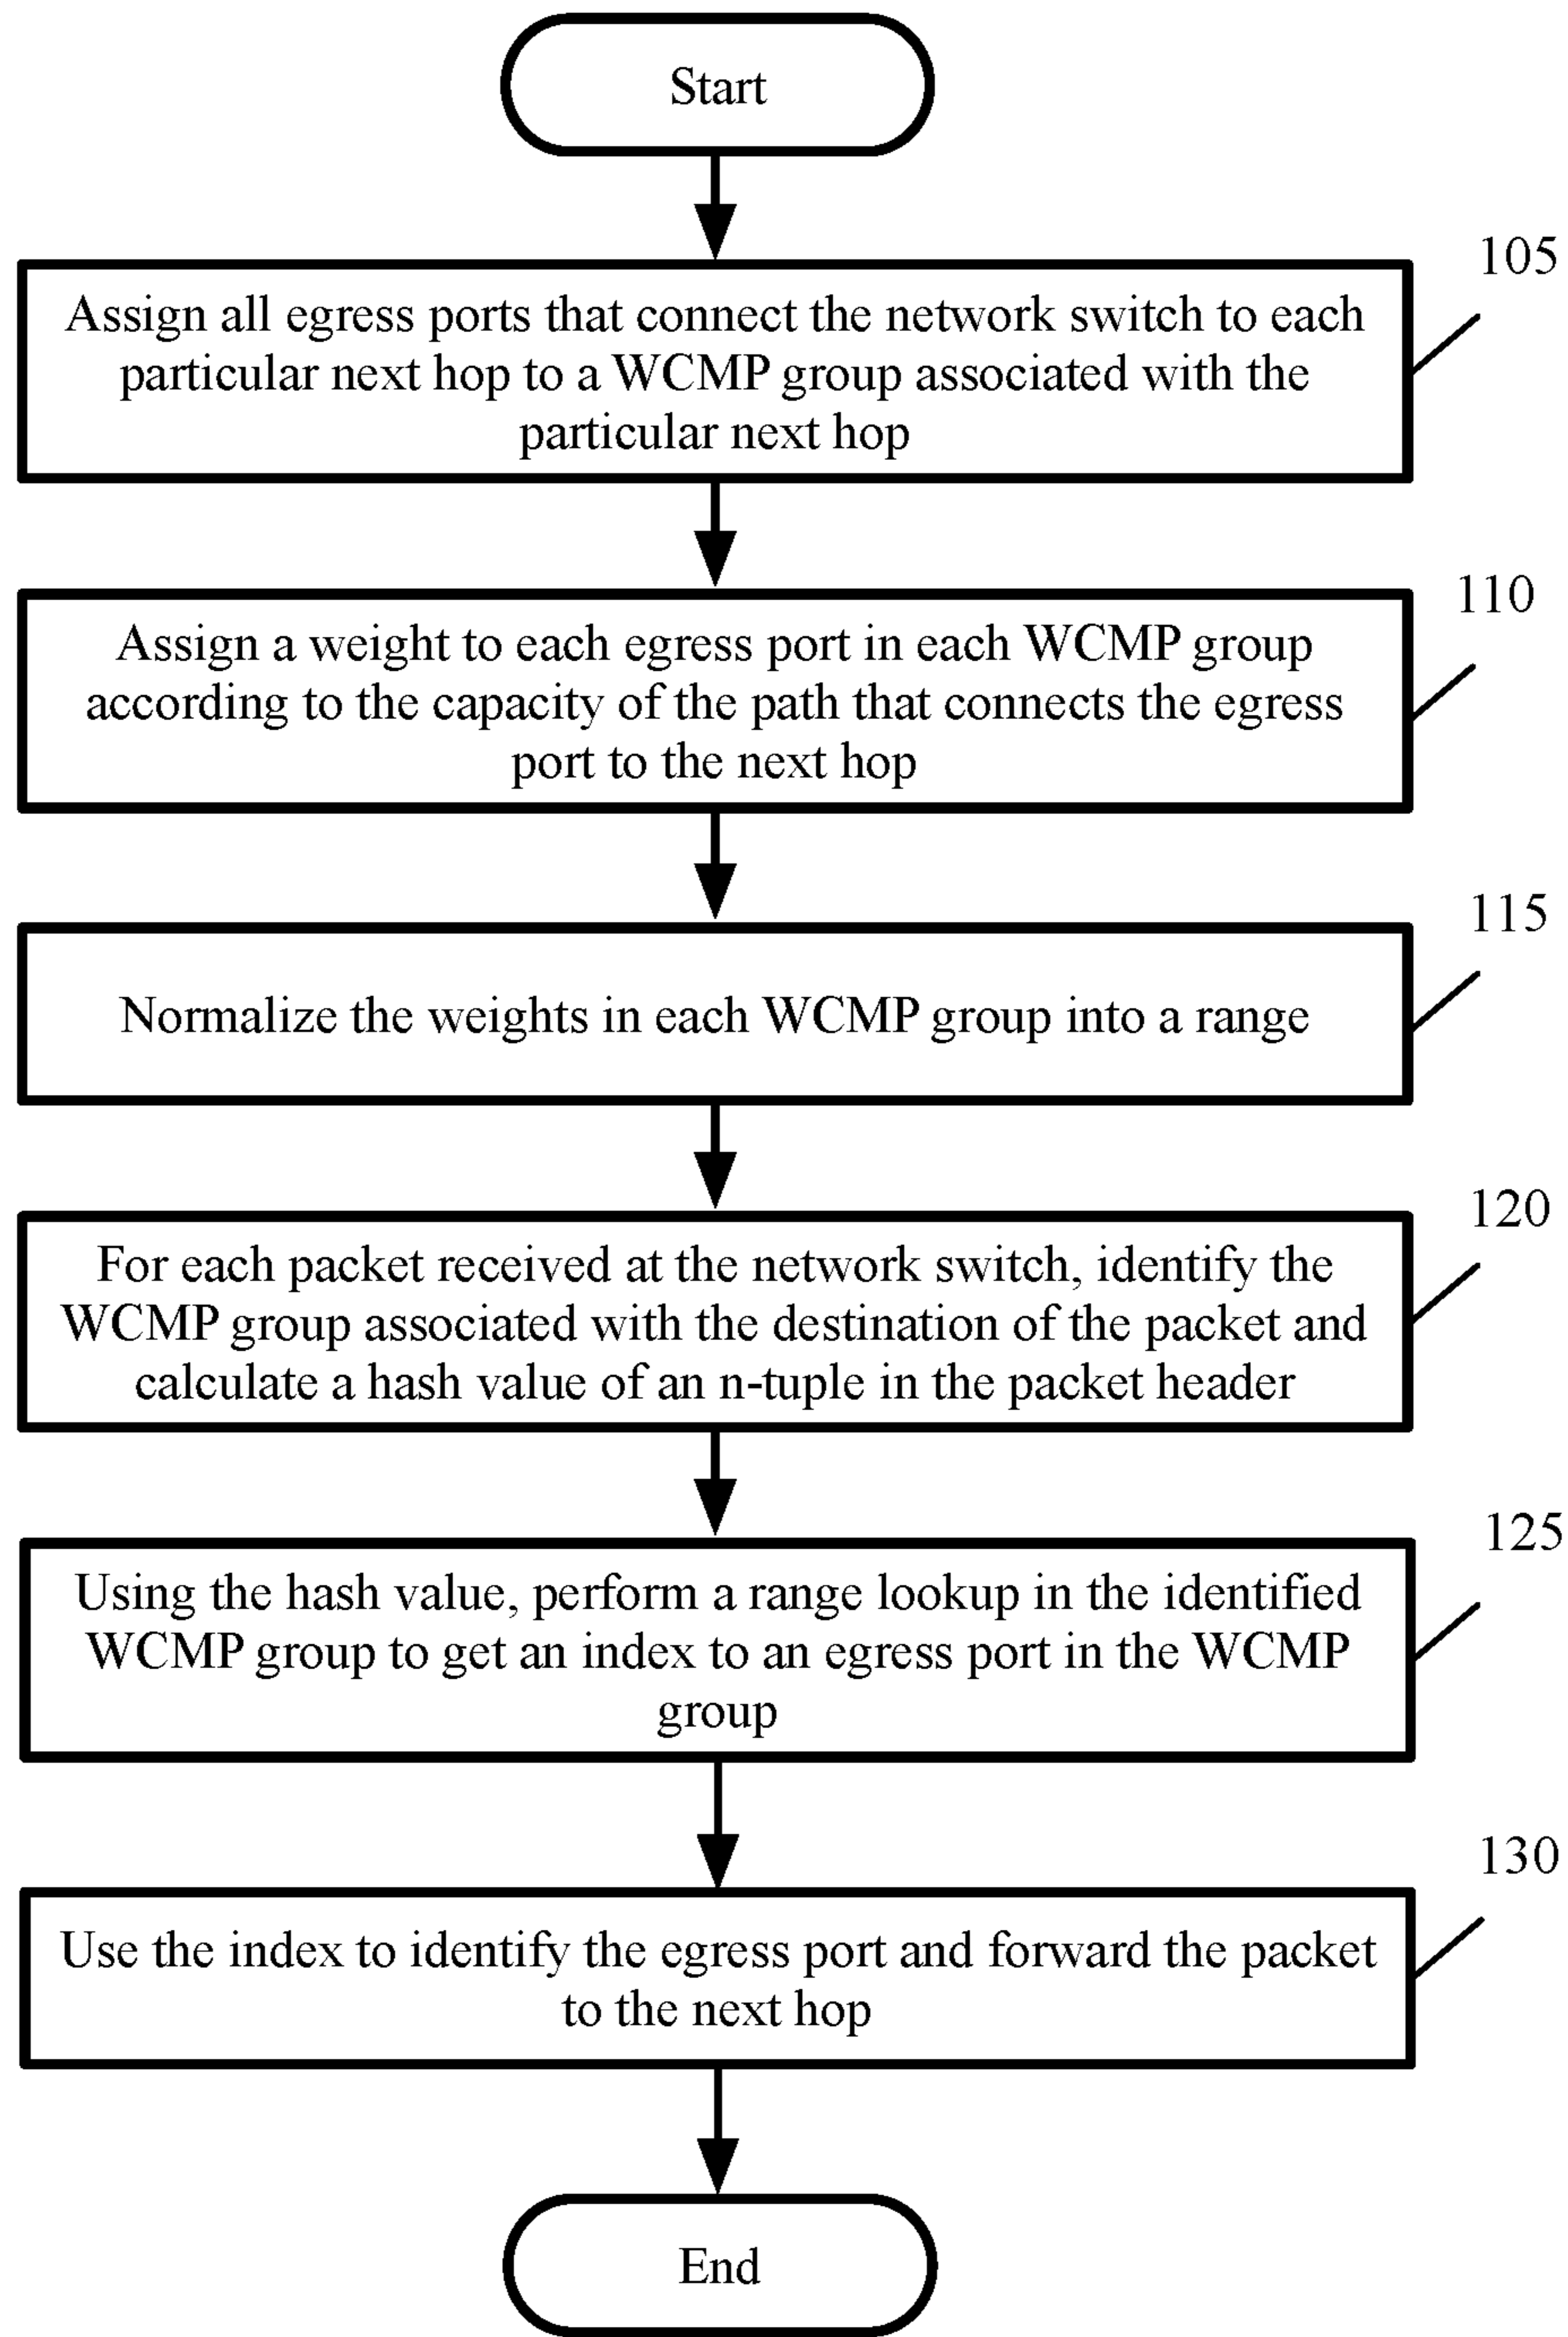 Start
105
Assign all egress ports that connect the network switch to each
particular next hop to a WCMP group associated with the
particular next hop
110
Assign a weight to each egress port in each WCMP group
according to the capacity of the path that connects the egress
port to the next hop
115
Normalize the weights in each WCMP group into a range
120
For each packet received at the network switch, identify the
WCMP group associated with the destination of the packet and
calculate a hash value of an n-tuple in the packet header
125
Using the hash value, perform a range lookup in the identified
WCMP group to get an index to an egress port in the WCMP
group
130
Use the index to identify the egress port and forward the packet
to the next hop
End